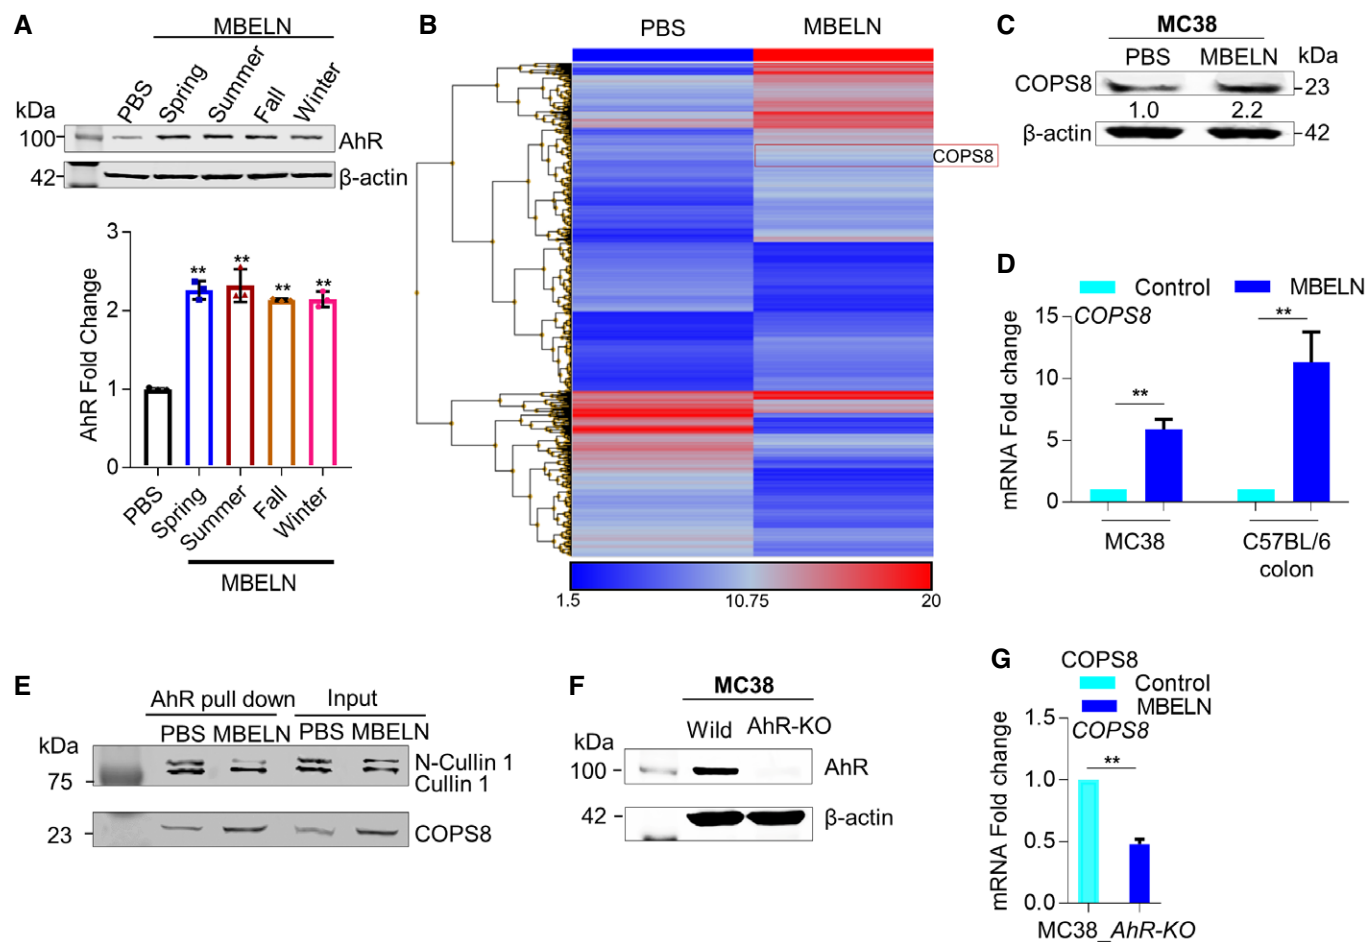 A
MBELN
PBS
Spring
Summer
Fall
Winter
kDa
100
AhR
42
β-actin
AhR Fold Change
3
2
1
0
**
**
**
**
PBS
Spring
Summer
Fall
Winter
MBELN
B
PBS
MBELN
COPS8
1.5
10.75
20
C
MC38
PBS
MBELN
kDa
COPS8
23
1.0
2.2
β-actin
42
D
Control
MBELN
COPS8
mRNA Fold change
15
10
5
0
**
**
MC38
C57BL/6
colon
E
AhR pull down
Input
PBS MBELN PBS MBELN
kDa
N-Cullin 1
75
Cullin 1
23
COPS8
F
MC38
Wild AhR-KO
kDa
100
AhR
42
β-actin
G
COPS8
Control
MBELN
COPS8
mRNA Fold change
1.5
1.0
0.5
0.0
**
MC38_AhR-KO